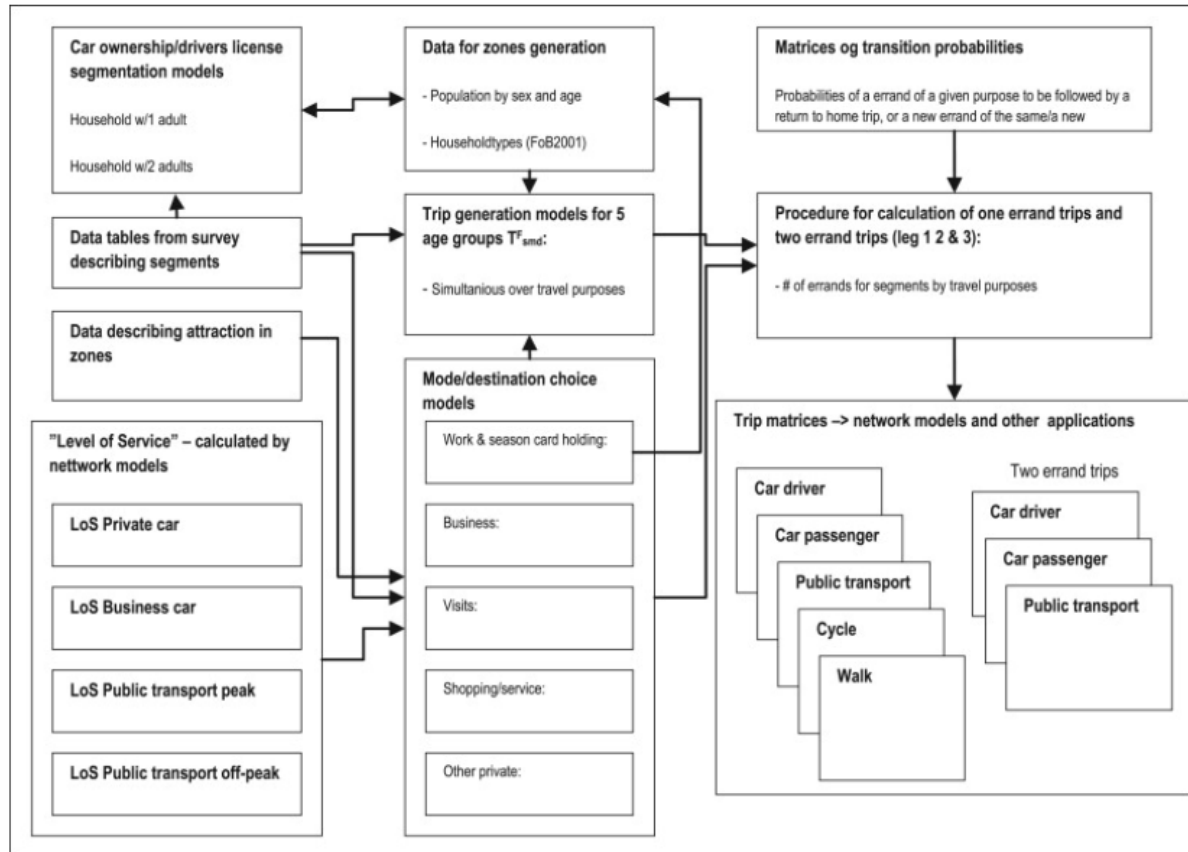 Car ownership/drivers license
segmentation models
Household w/1 adult
Household w/2 adults
Data tables from survey
describing segments
Data describing attraction in
zones
”Level of Service” – calculated by
nettwork models
LoS Private car
LoS Business car
LoS Public transport peak
LoS Public transport off-peak
Data for zones generation
- Population by sex and age
- Householdtypes (FoB2001)
Trip generation models for 5
age groups T^F_smd:
- Simultanious over travel purposes
Mode/destination choice
models
Work & season card holding:
Business:
Visits:
Shopping/service:
Other private:
Matrices og transition probabilities
Probabilities of a errand of a given purpose to be followed by a
return to home trip, or a new errand of the same/a new
Procedure for calculation of one errand trips and
two errand trips (leg 1 2 & 3):
- # of errands for segments by travel purposes
Trip matrices –> network models and other applications
Car driver
Car passenger
Public transport
Cycle
Walk
Two errand trips
Car driver
Car passenger
Public transport